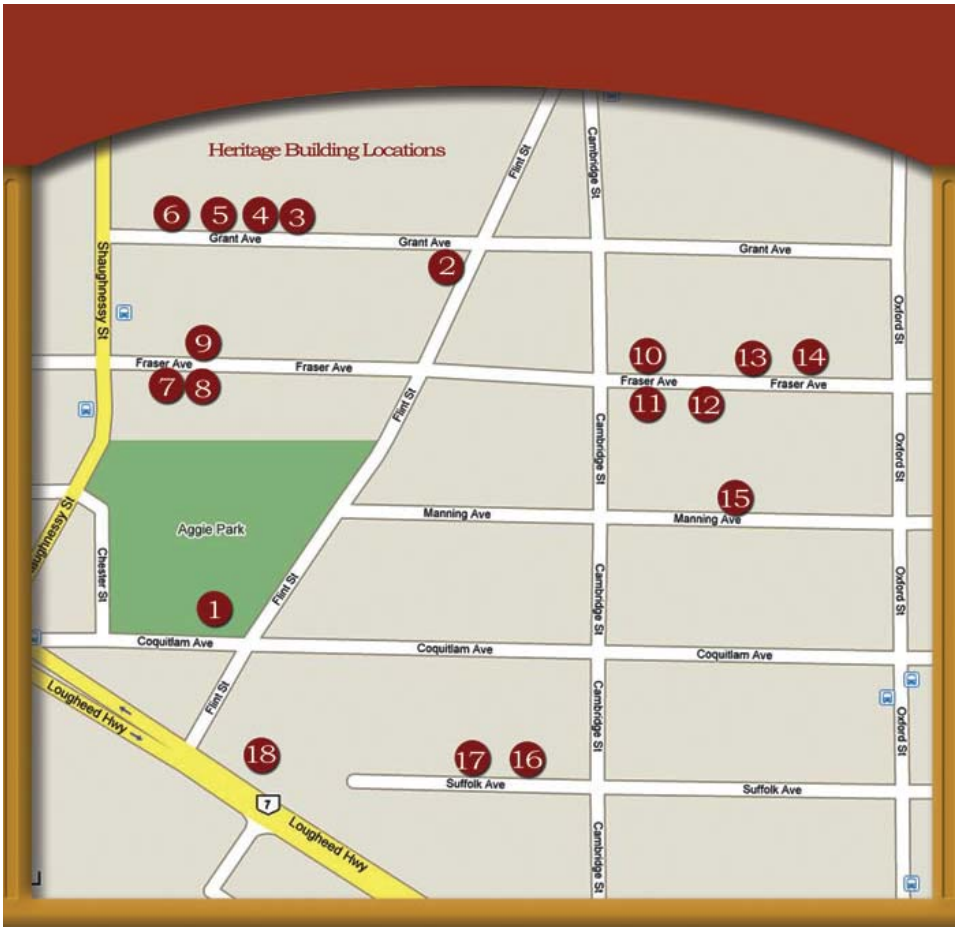 Heritage Building Locations
Flint St
Cambridge St
6
5
4
3
Grant Ave
Grant Ave
Grant Ave
2
Shaughnessy St
Oxford St
9
10
13
14
Fraser Ave
Fraser Ave
Fraser Ave
Fraser Ave
7
8
11
12
Flint St
Cambridge St
Oxford St
15
Manning Ave
Manning Ave
Aggie Park
aughnessy St
Chester St
Flint St
Cambridge St
Oxford St
1
Coquitlam Ave
Coquitlam Ave
Coquitlam Ave
Flint St
Cambridge St
Oxford St
Lougheed Hwy
18
17
16
Suffolk Ave
Suffolk Ave
7
Lougheed Hwy
Cambridge St